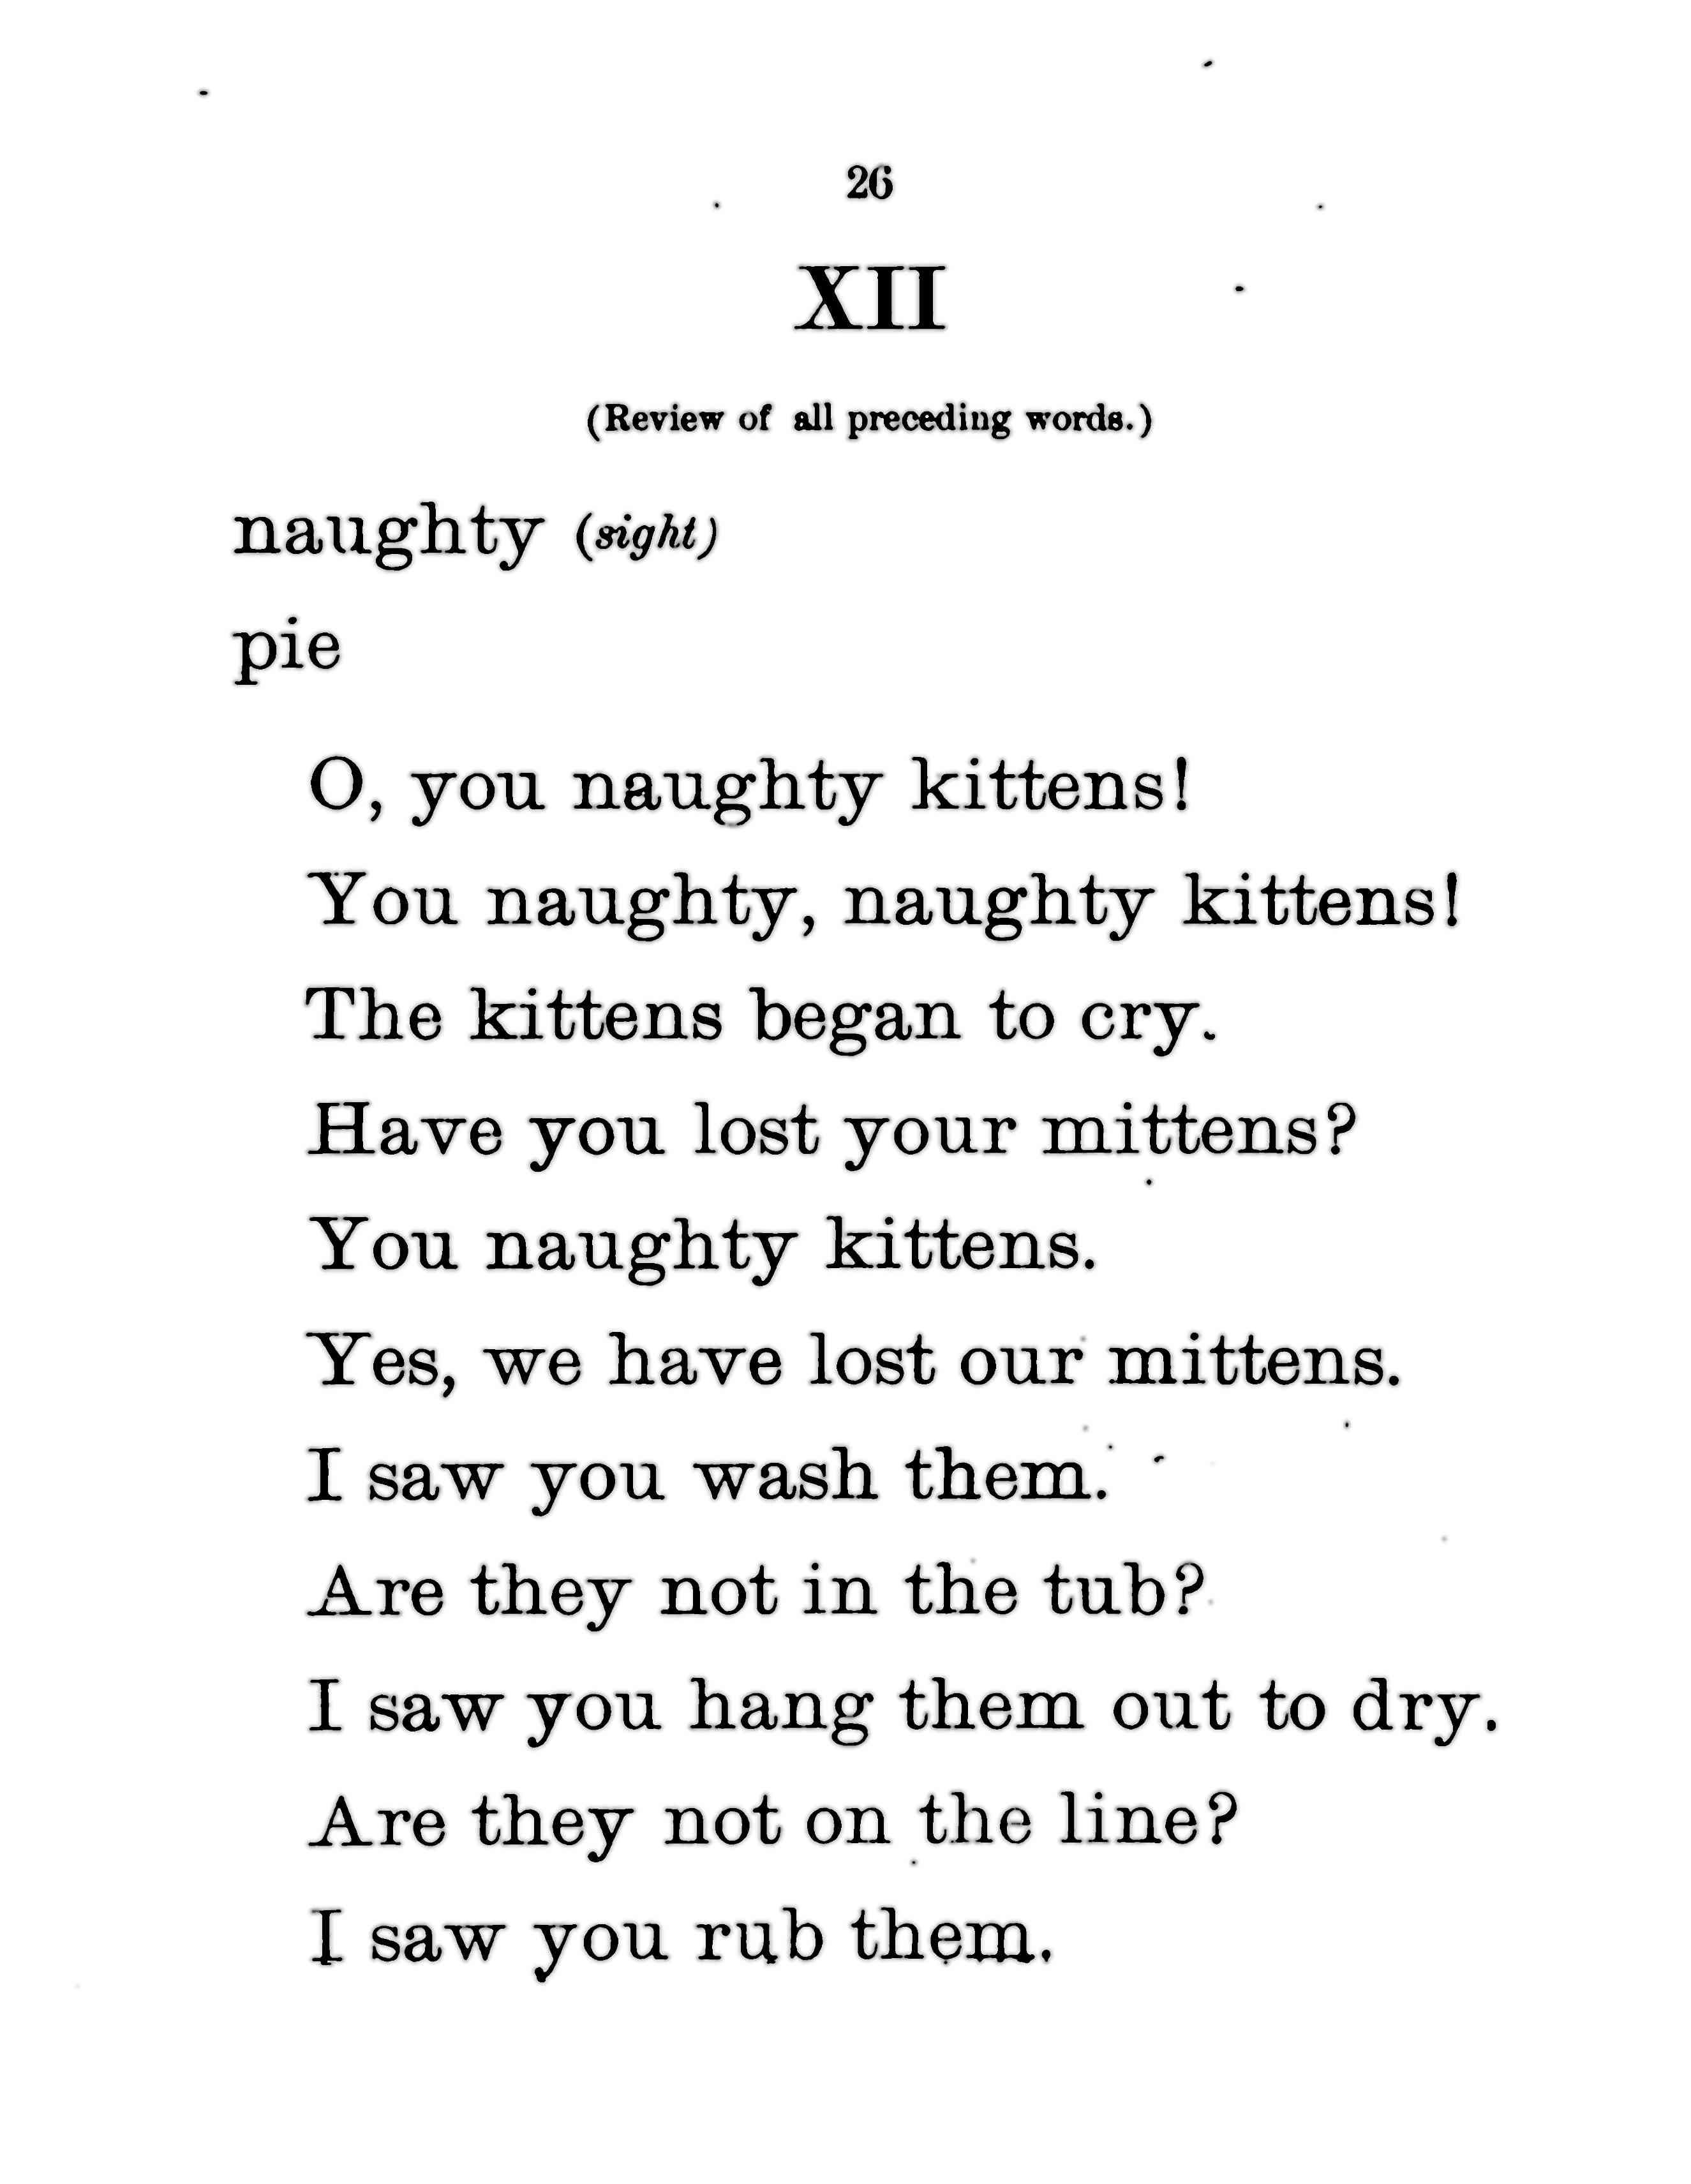 26
XII
(Review of all preceding words.)
naughty (sight)
pie
O, you naughty kittens!
You naughty, naughty kittens!
The kittens began to cry.
Have you lost your mittens?
You naughty kittens.
Yes, we have lost our mittens.
I saw you wash them.
Are they not in the tub?
I saw you hang them out to dry.
Are they not on the line?
I saw you rub them.